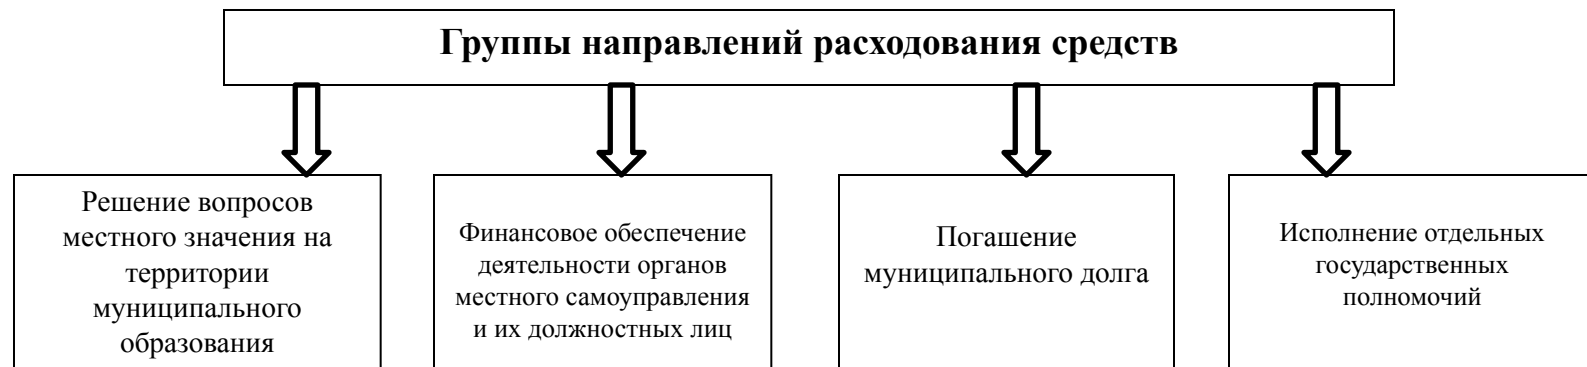 Группы направлений расходования средств
Решение вопросов
местного значения на
территории
муниципального
образования
Финансовое обеспечение
деятельности органов
местного самоуправления
и их должностных лиц
Погашение
муниципального долга
Исполнение отдельных
государственных
полномочий